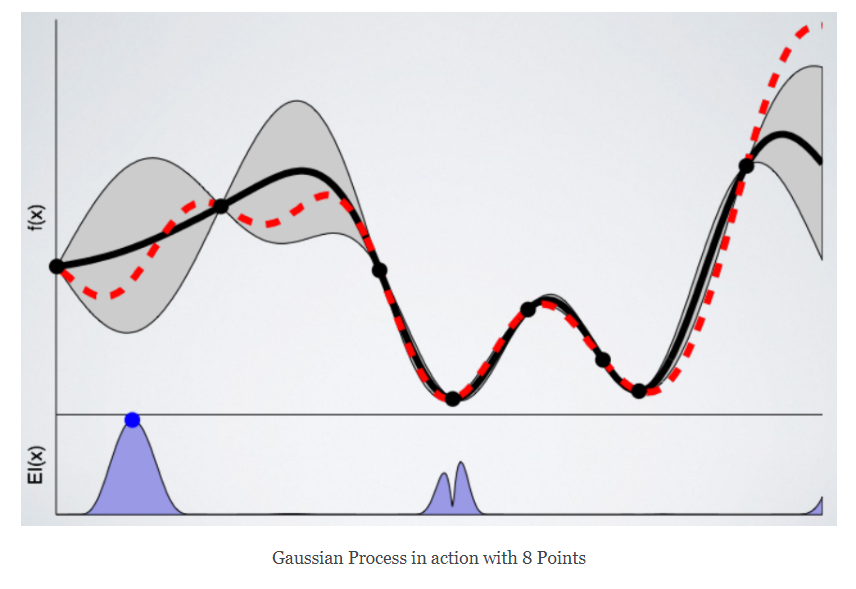 f(x)
EI(x)
Gaussian Process in action with 8 Points